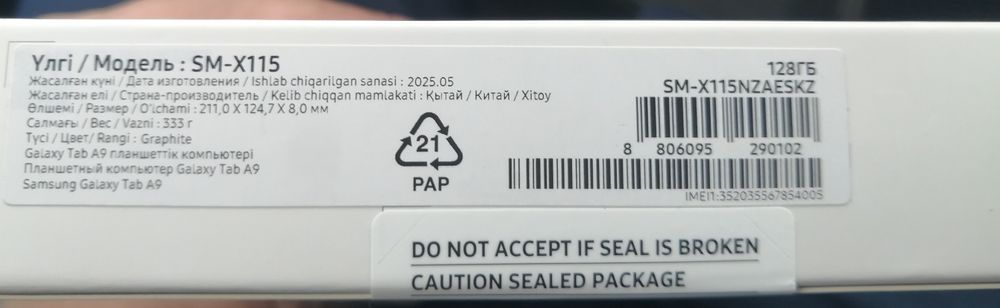 Үлгі / Модель : SM-X115
Жасалған күні / Дата изготовления / Ishlab chiqarilgan sanasi : 2025.05
Жасалған елі / Страна-производитель / Kelib chiqqan mamlakati : Қытай / Китай / Xitoy
Өлшемі / Размер / O'lchami : 211,0 X 124,7 X 8,0 мм
Салмағы / Вес / Vazni : 333 г
Түсі / Цвет/ Rangi : Graphite
Galaxy Tab A9 планшеттік компьютері
Планшетный компьютер Galaxy Tab A9
Samsung Galaxy Tab A9
21
PAP
128ГБ
SM-X115NZAESKZ
8 806095 290102
IMEI1:352035567854005
DO NOT ACCEPT IF SEAL IS BROKEN
CAUTION SEALED PACKAGE